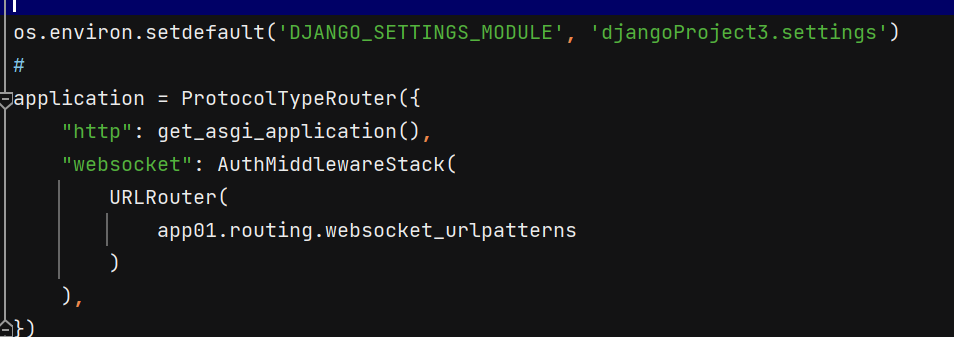 os.environ.setdefault('DJANGO_SETTINGS_MODULE', 'djangoProject3.settings')
#
application = ProtocolTypeRouter({
    "http": get_asgi_application(),
    "websocket": AuthMiddlewareStack(
        URLRouter(
            app01.routing.websocket_urlpatterns
        )
    ),
})